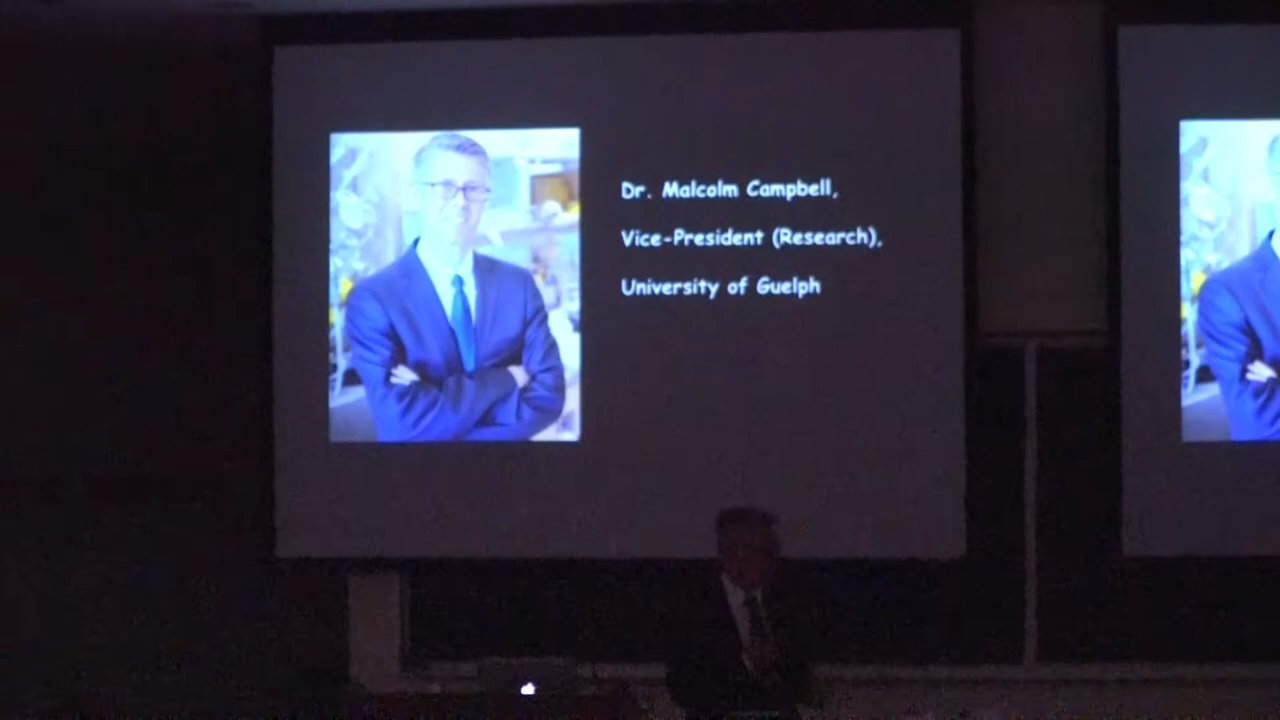 Dr. Malcolm Campbell,
Vice-President (Research),
University of Guelph